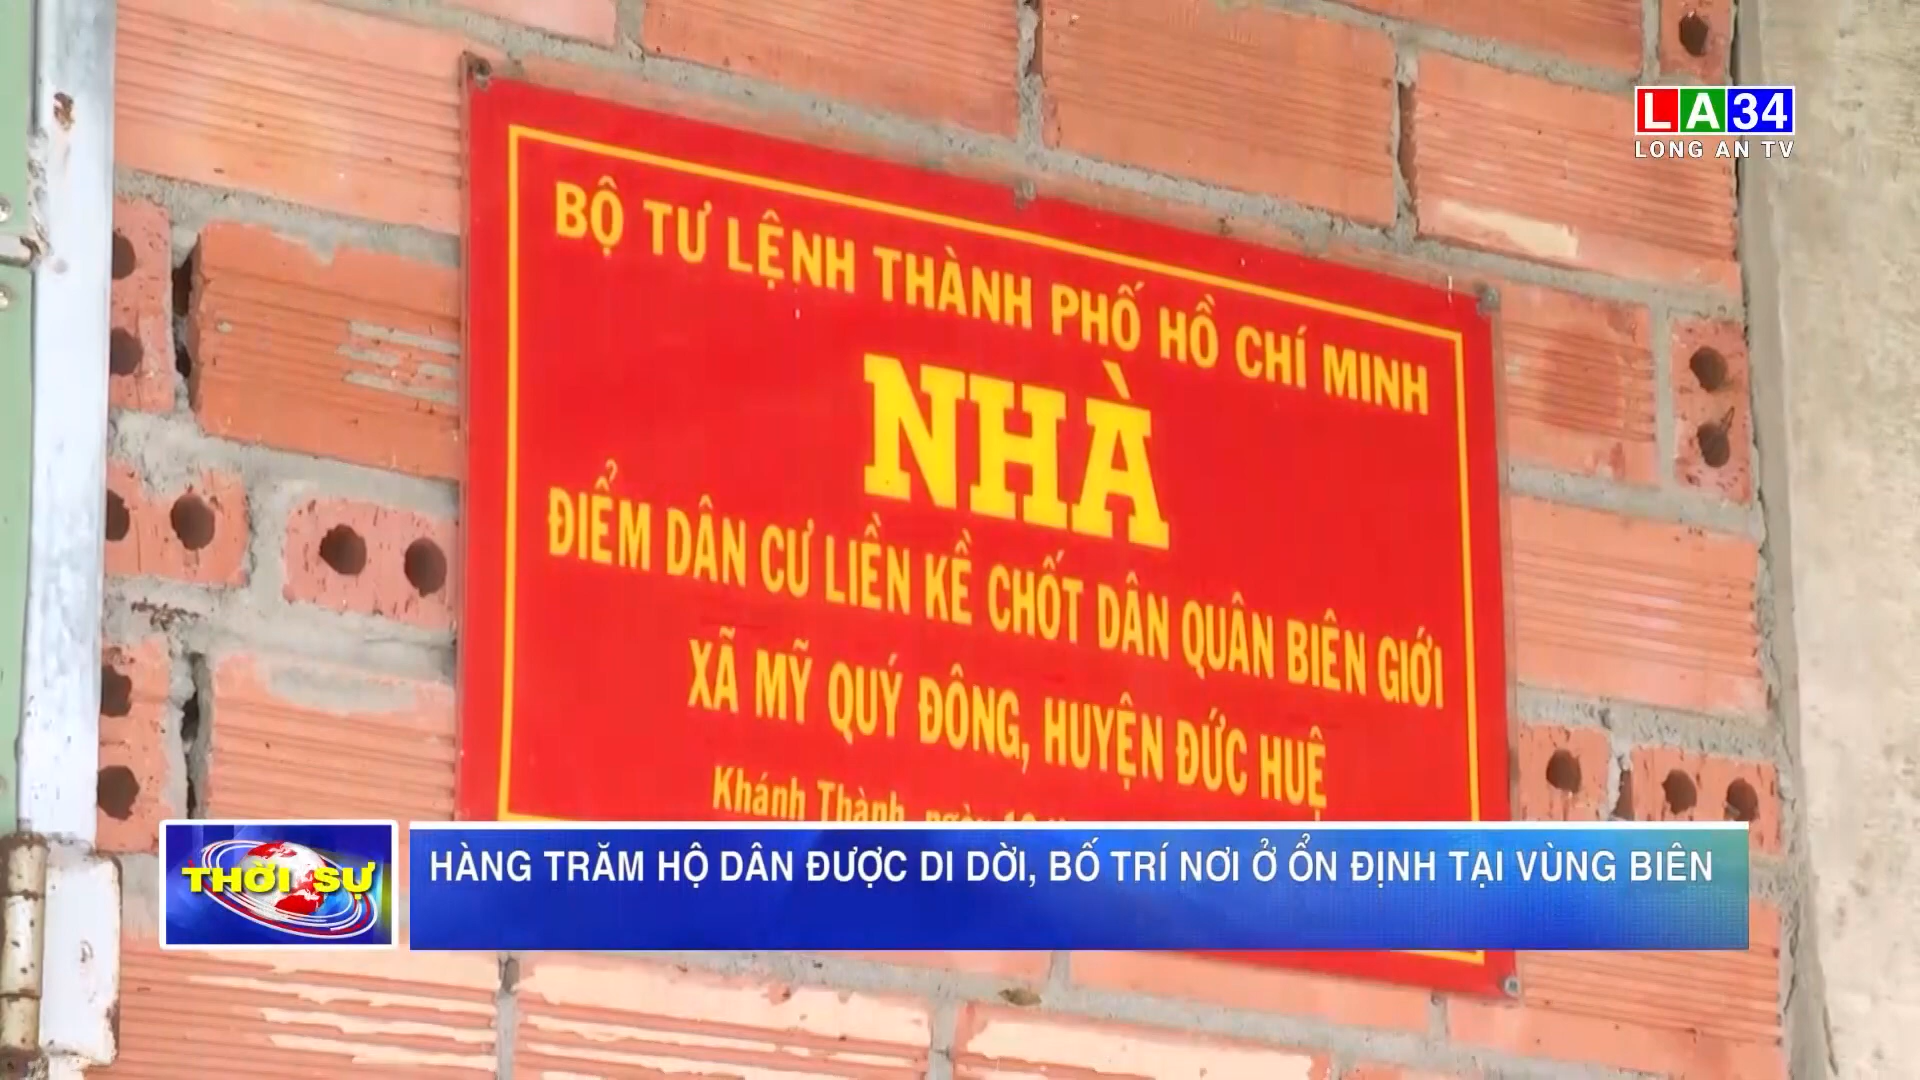 LA34
LONG AN TV
BỘ TƯ LỆNH THÀNH PHỐ HỒ CHÍ MINH
NHÀ
ĐIỂM DÂN CƯ LIỀN KỀ CHỐT DÂN QUÂN BIÊN GIỚI
XÃ MỸ QUÝ ĐÔNG, HUYỆN ĐỨC HUỆ
Khánh Thành, ngày
THỜI SỰ
HÀNG TRĂM HỘ DÂN ĐƯỢC DI DỜI, BỐ TRÍ NƠI Ở ỔN ĐỊNH TẠI VÙNG BIÊN